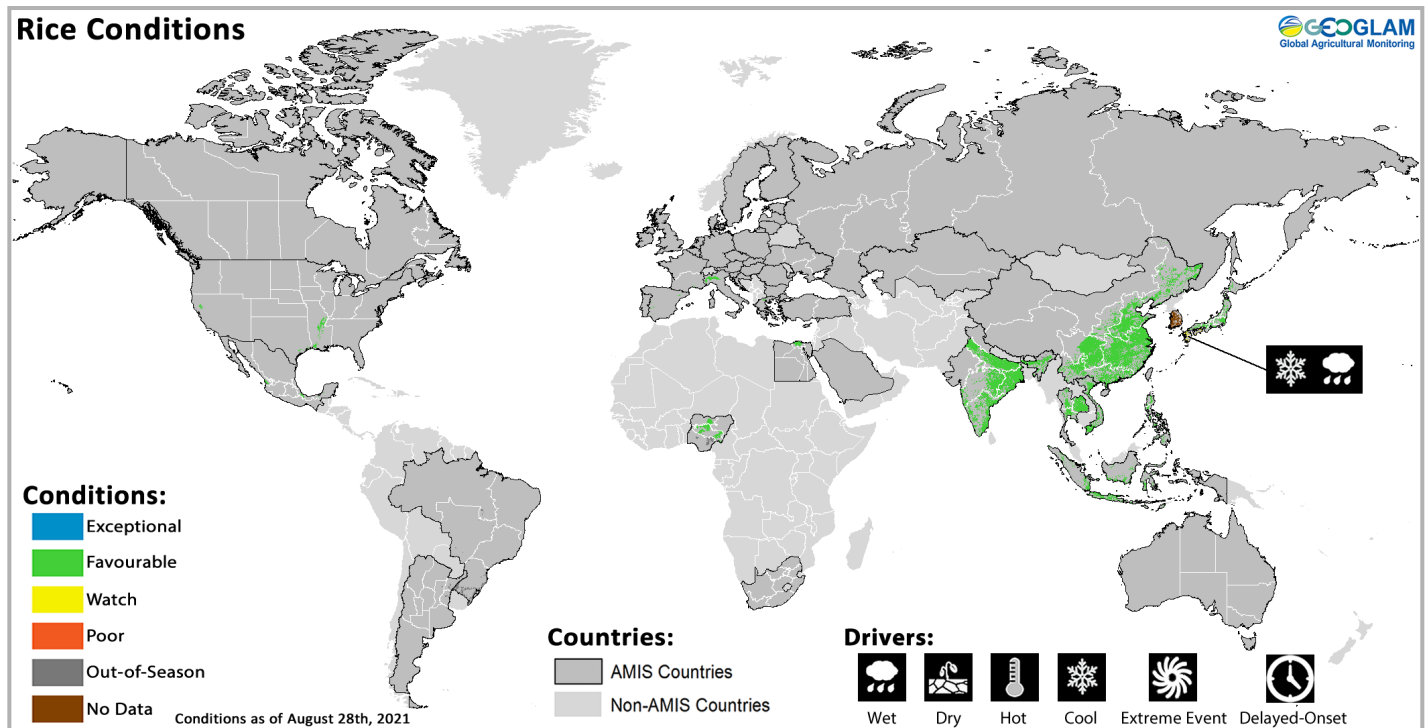 Rice Conditions
GEOGLAM
Global Agricultural Monitoring
Conditions:
Exceptional
Favourable
Watch
Poor
Out-of-Season
No Data
Conditions as of August 28th, 2021
Countries:
AMIS Countries
Non-AMIS Countries
Drivers:
Wet
Dry
Hot
Cool
Extreme Event
Delayed-Onset